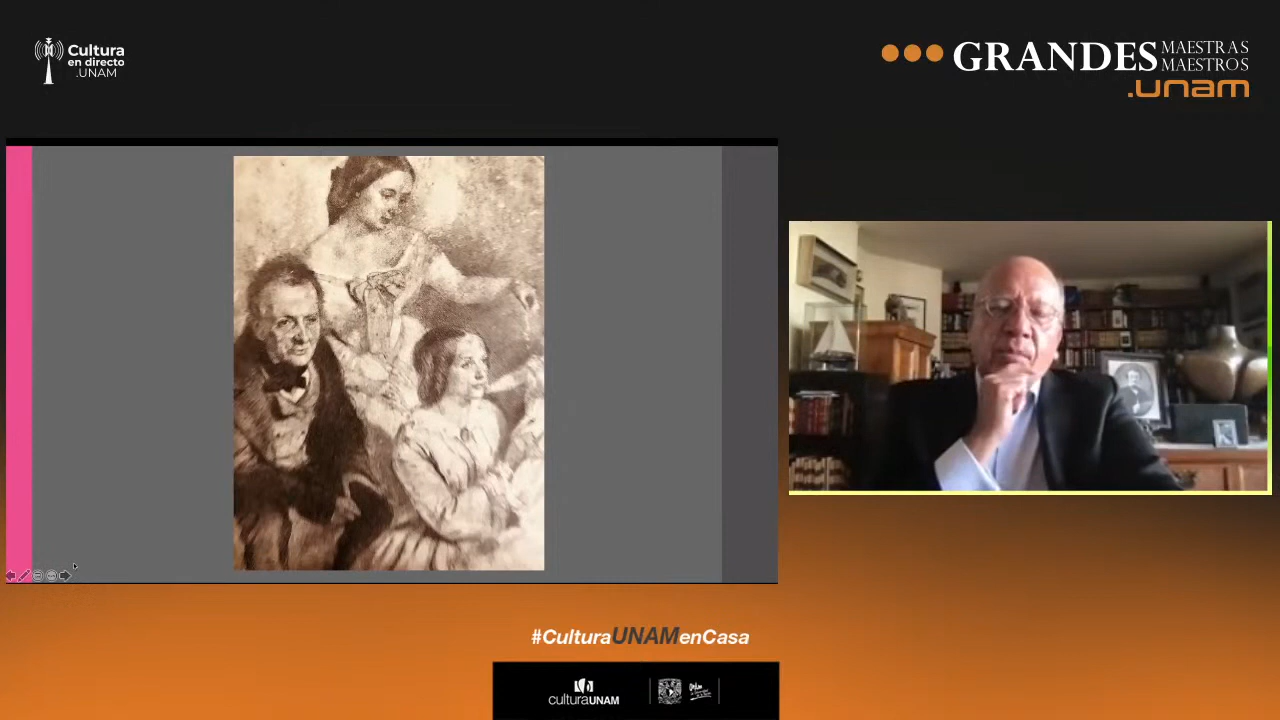 Cultura
en directo
.UNAM
GRANDES MAESTRAS
MAESTROS
.unam
#CulturaUNAMenCasa
culturaUNAM